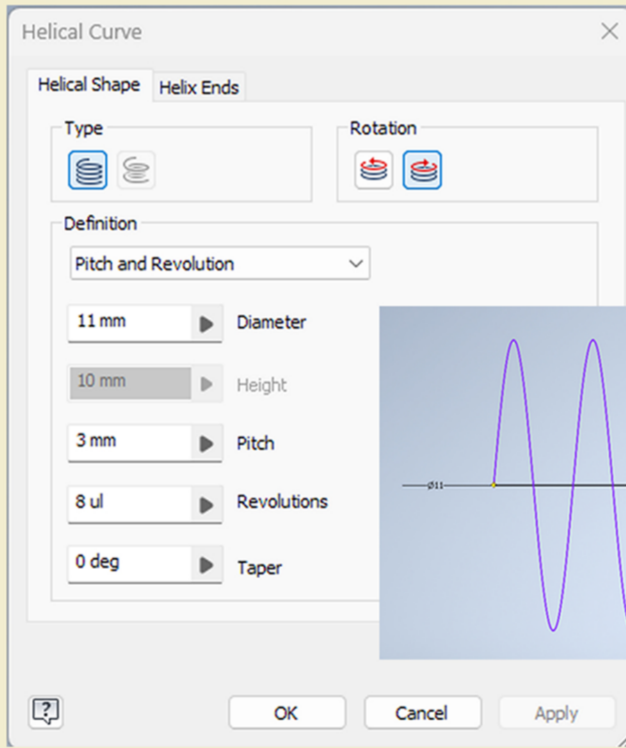 Helical Curve
Helical Shape
Helix Ends
Type
Rotation
Definition
Pitch and Revolution
11 mm
Diameter
10 mm
Height
3 mm
Pitch
8 ul
Revolutions
0 deg
Taper
Ø11
?
OK
Cancel
Apply